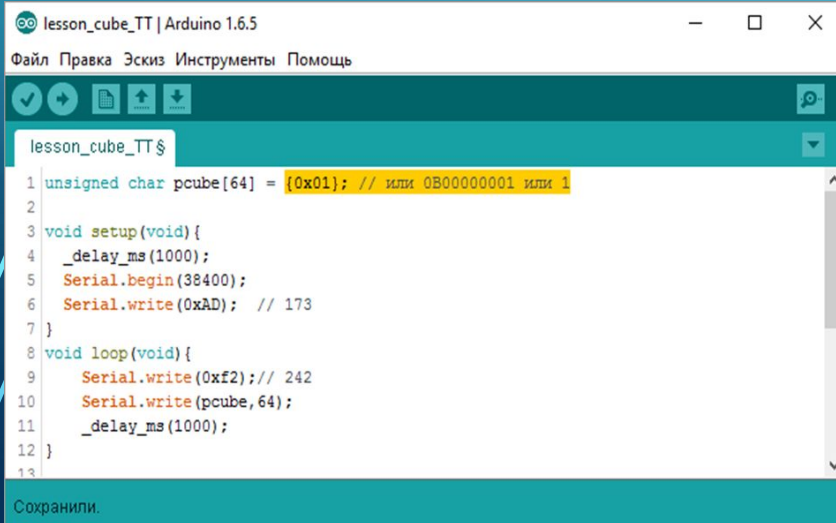 lesson_cube_TT | Arduino 1.6.5
Файл Правка Эскиз Инструменты Помощь
lesson_cube_TT §
1 unsigned char pcube[64] = {0x01}; // или 0B00000001 или 1
2
3 void setup(void){
4 _delay_ms(1000);
5 Serial.begin(38400);
6 Serial.write(0xAD); // 173
7 }
8 void loop(void){
9 Serial.write(0xf2);// 242
10 Serial.write(pcube,64);
11 _delay_ms(1000);
12 }
13
Сохранили.